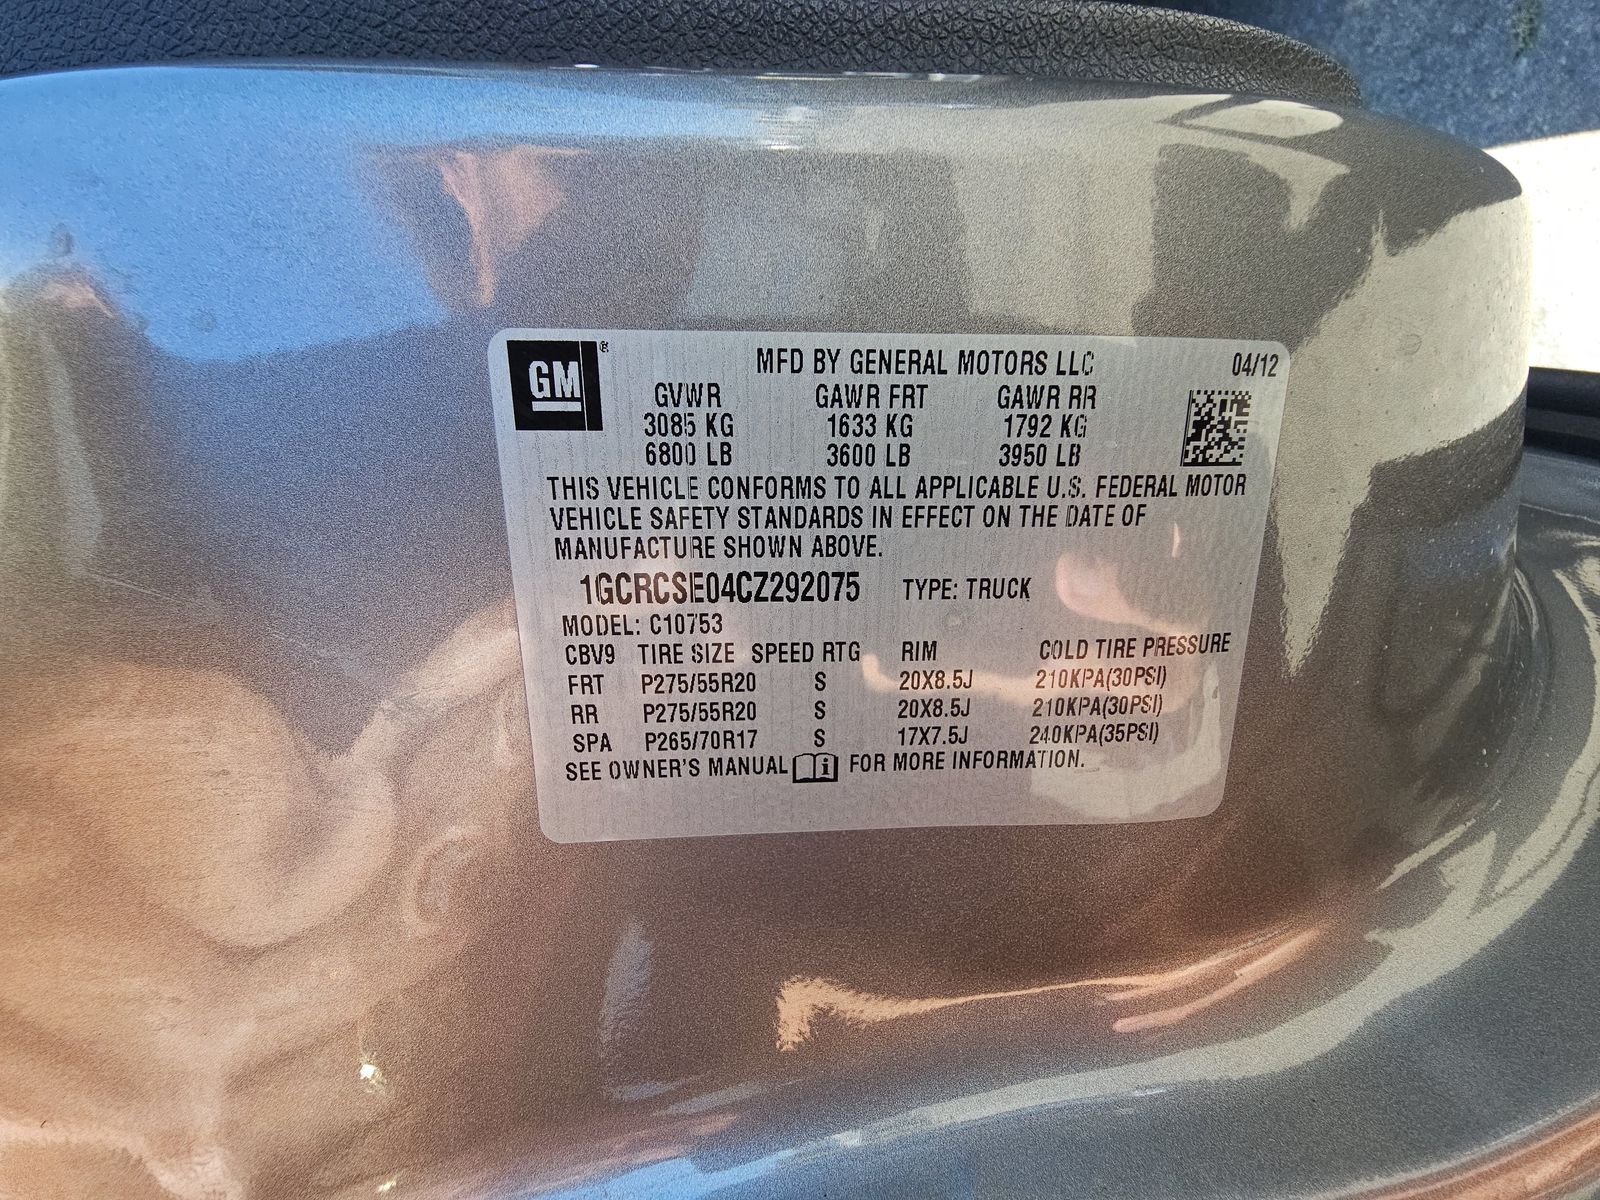 GM®
MFD BY GENERAL MOTORS LLC 04/12
GVWR GAWR FRT GAWR RR
3085 KG 1633 KG 1792 KG
6800 LB 3600 LB 3950 LB
THIS VEHICLE CONFORMS TO ALL APPLICABLE U.S. FEDERAL MOTOR
VEHICLE SAFETY STANDARDS IN EFFECT ON THE DATE OF
MANUFACTURE SHOWN ABOVE.
1GCRCSE04CZ292075 TYPE: TRUCK
MODEL: C10753
CBV9 TIRE SIZE SPEED RTG RIM COLD TIRE PRESSURE
FRT P275/55R20 S 20X8.5J 210KPA(30PSI)
RR P275/55R20 S 20X8.5J 210KPA(30PSI)
SPA P265/70R17 S 17X7.5J 240KPA(35PSI)
SEE OWNER'S MANUAL i FOR MORE INFORMATION.